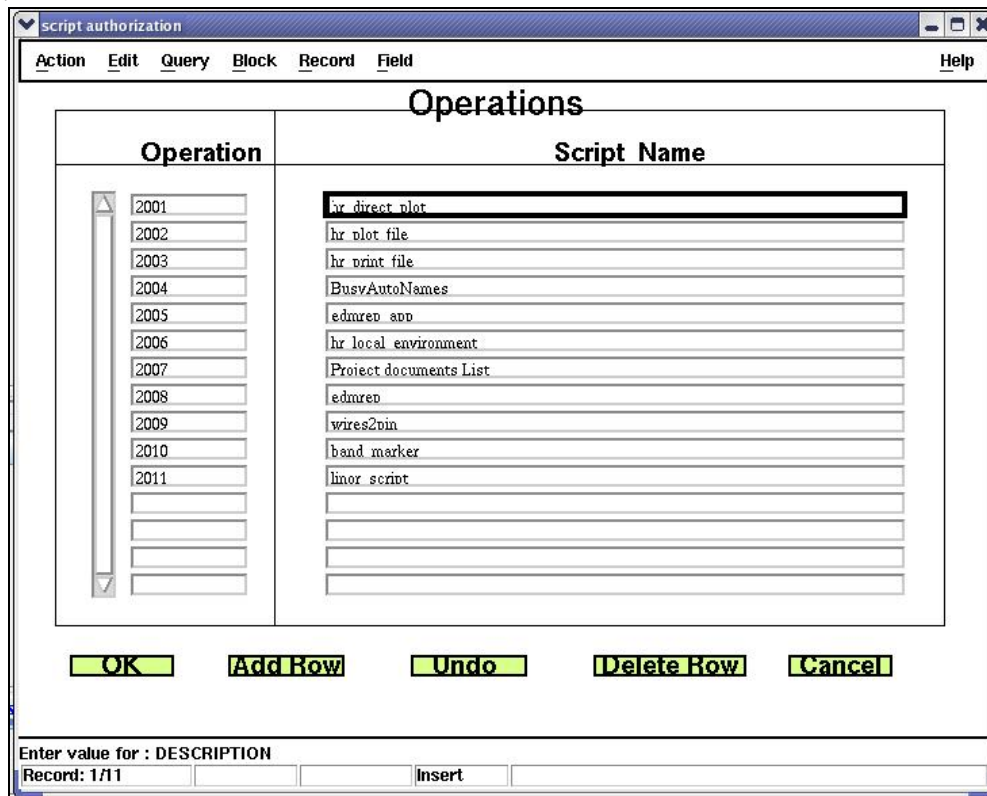 script authorization
Action Edit Query Block Record Field Help
Operations
Operation Script Name
2001 hr direct plot
2002 hr plot file
2003 hr print file
2004 BusyAutoNames
2005 edmrep app
2006 hr local environment
2007 Project documents List
2008 edmrep
2009 wires2pin
2010 band marker
2011 linor script
OK Add Row Undo Delete Row Cancel
Enter value for : DESCRIPTION
Record: 1/11 Insert